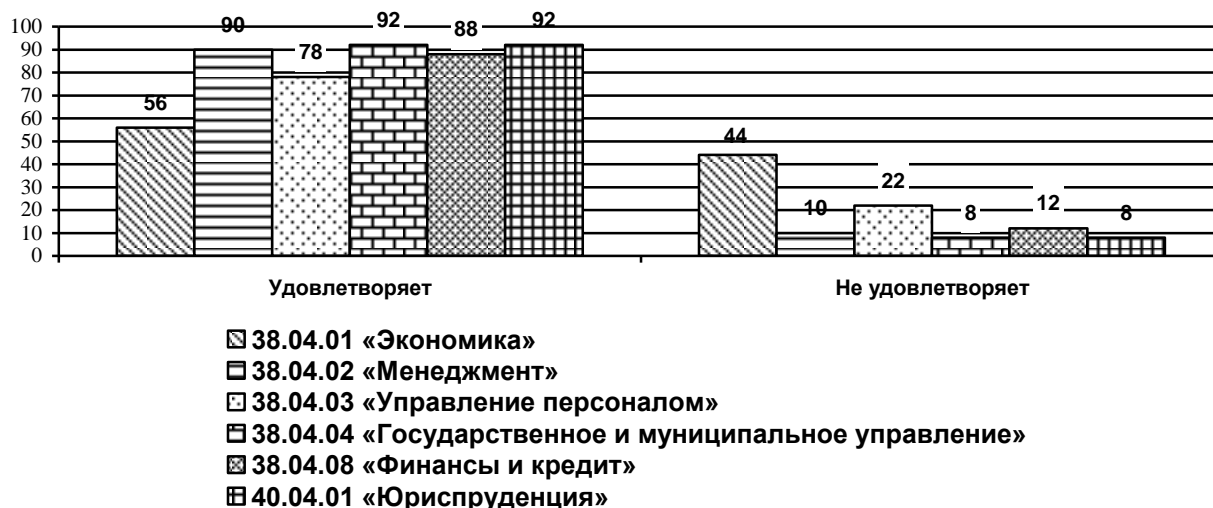 100
90
80
70
60
50
40
30
20
10
0
56
90
78
92
88
92
44
10
22
8
12
8
Удовлетворяет
Не удовлетворяет
38.04.01 «Экономика»
38.04.02 «Менеджмент»
38.04.03 «Управление персоналом»
38.04.04 «Государственное и муниципальное управление»
38.04.08 «Финансы и кредит»
40.04.01 «Юриспруденция»